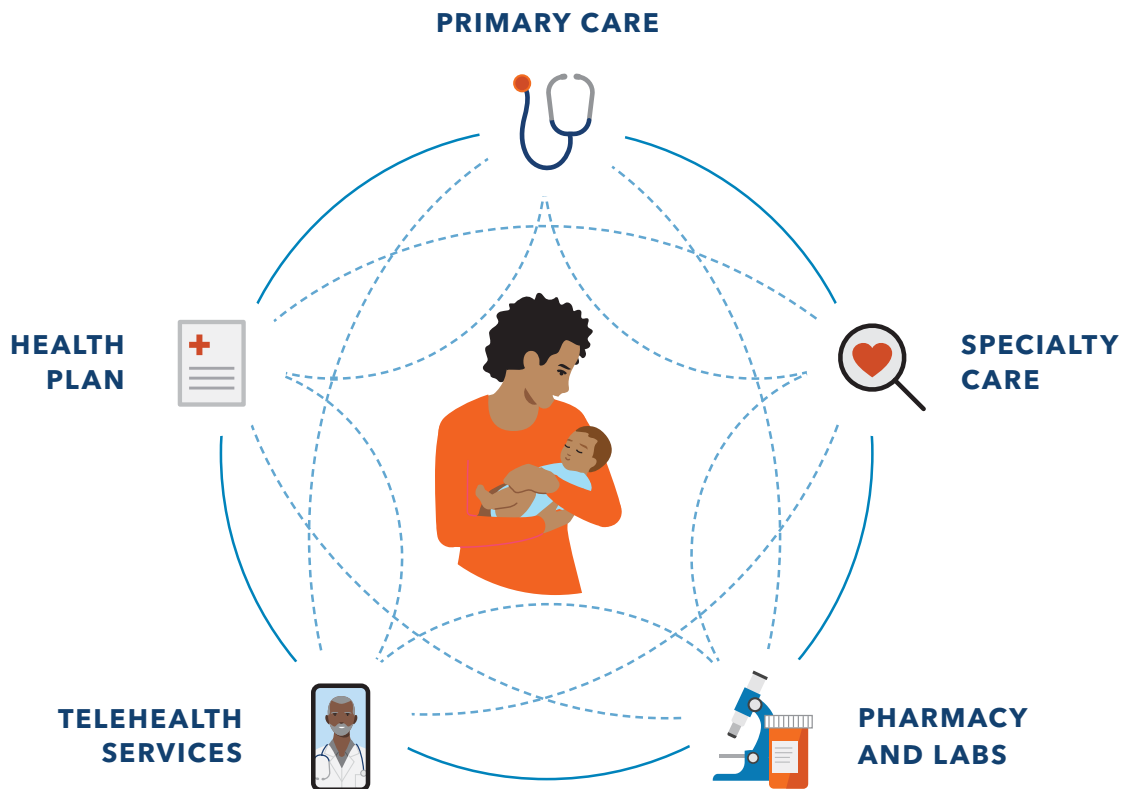 PRIMARY CARE
HEALTH
PLAN
SPECIALTY
CARE
TELEHEALTH
SERVICES
PHARMACY
AND LABS